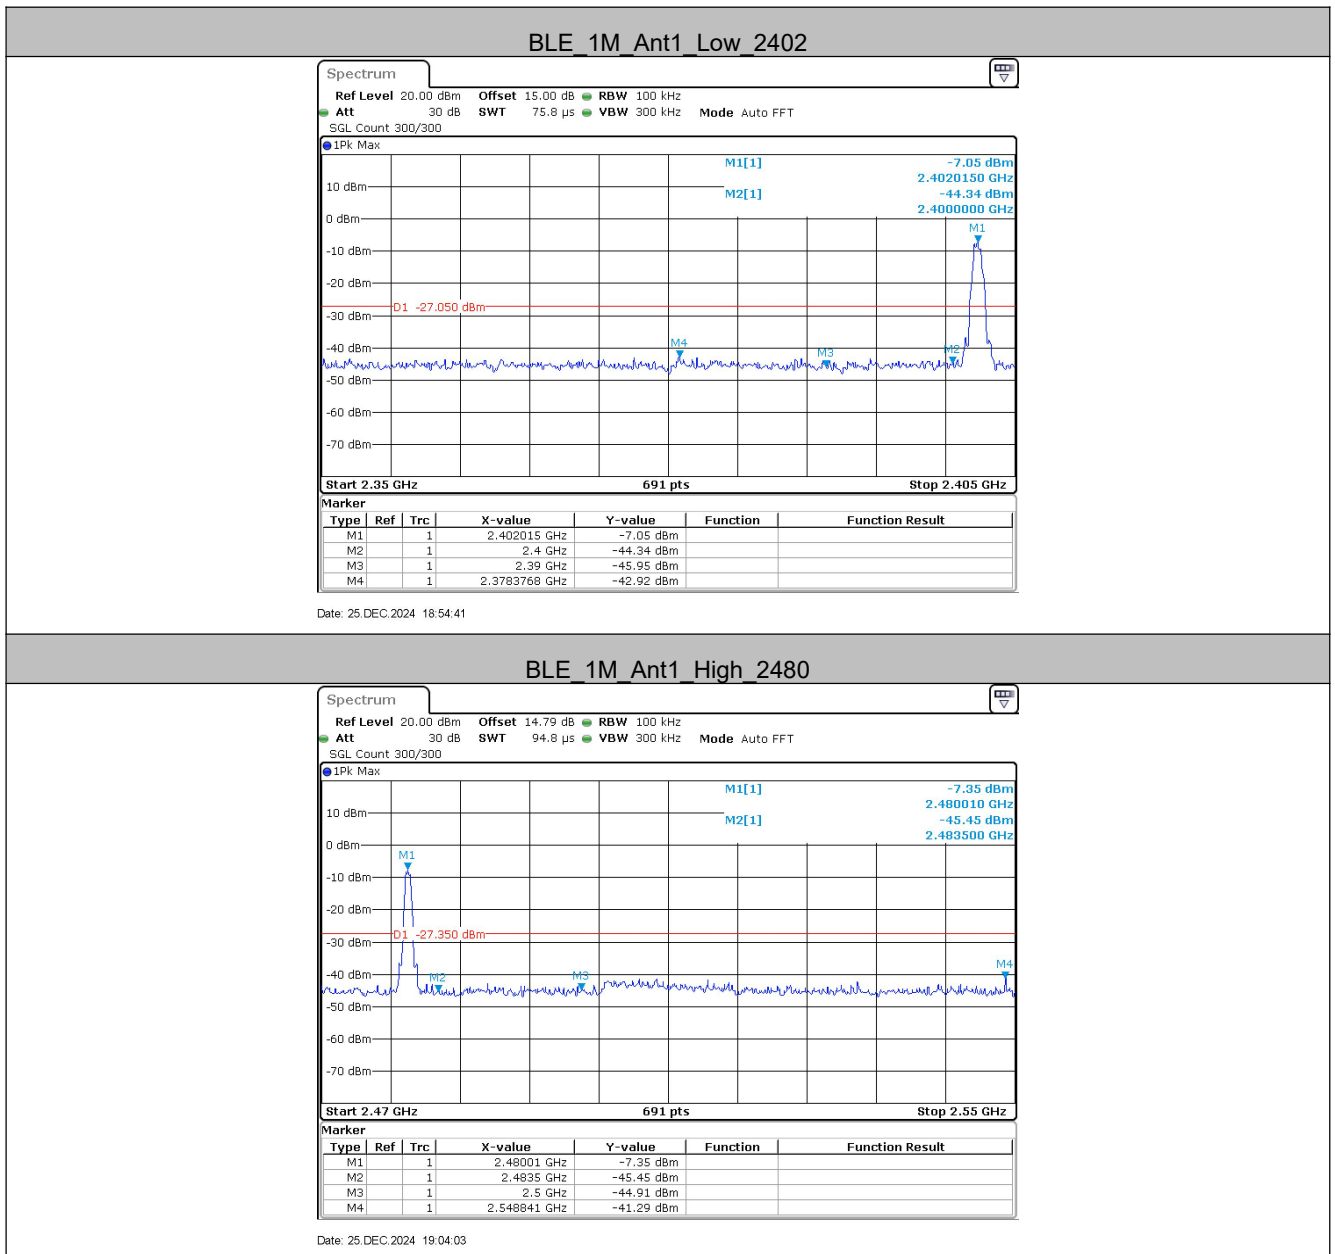 BLE_1M_Ant1_Low_2402
Spectrum
Ref Level 20.00 dBm Offset 15.00 dB RBW 100 kHz
Att 30 dB SWT 75.8 µs VBW 300 kHz Mode Auto FFT
SGL Count 300/300
1Pk Max
M1[1] -7.05 dBm
2.4020150 GHz
10 dBm
M2[1] -44.34 dBm
2.4000000 GHz
0 dBm
M1
-10 dBm
-20 dBm
D1 -27.050 dBm
-30 dBm
M4
M3
M2
-40 dBm
-50 dBm
-60 dBm
-70 dBm
Start 2.35 GHz 691 pts Stop 2.405 GHz
Marker
Type Ref Trc X-value Y-value Function Function Result
M1 1 2.402015 GHz -7.05 dBm
M2 1 2.4 GHz -44.34 dBm
M3 1 2.39 GHz -45.95 dBm
M4 1 2.3783768 GHz -42.92 dBm
Date: 25.DEC.2024 18:54:41
BLE_1M_Ant1_High_2480
Spectrum
Ref Level 20.00 dBm Offset 14.79 dB RBW 100 kHz
Att 30 dB SWT 94.8 µs VBW 300 kHz Mode Auto FFT
SGL Count 300/300
1Pk Max
M1[1] -7.35 dBm
2.480010 GHz
10 dBm
M2[1] -45.45 dBm
2.483500 GHz
0 dBm
M1
-10 dBm
-20 dBm
D1 -27.350 dBm
-30 dBm
M4
-40 dBm
M2
M3
-50 dBm
-60 dBm
-70 dBm
Start 2.47 GHz 691 pts Stop 2.55 GHz
Marker
Type Ref Trc X-value Y-value Function Function Result
M1 1 2.48001 GHz -7.35 dBm
M2 1 2.4835 GHz -45.45 dBm
M3 1 2.5 GHz -44.91 dBm
M4 1 2.548841 GHz -41.29 dBm
Date: 25.DEC.2024 19:04:03